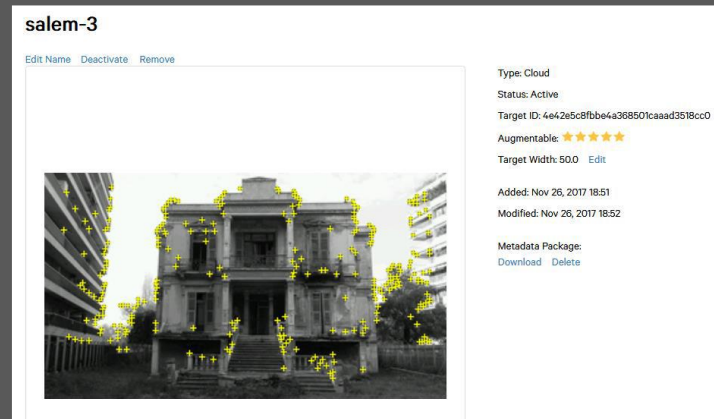 salem-3
Edit Name Deactivate Remove
Type: Cloud
Status: Active
Target ID: 4e42e5c8fbbe4a368501caaad3518cc0
Augmentable:
Target Width: 50.0 Edit
Added: Nov 26, 2017 18:51
Modified: Nov 26, 2017 18:52
Metadata Package:
Download Delete